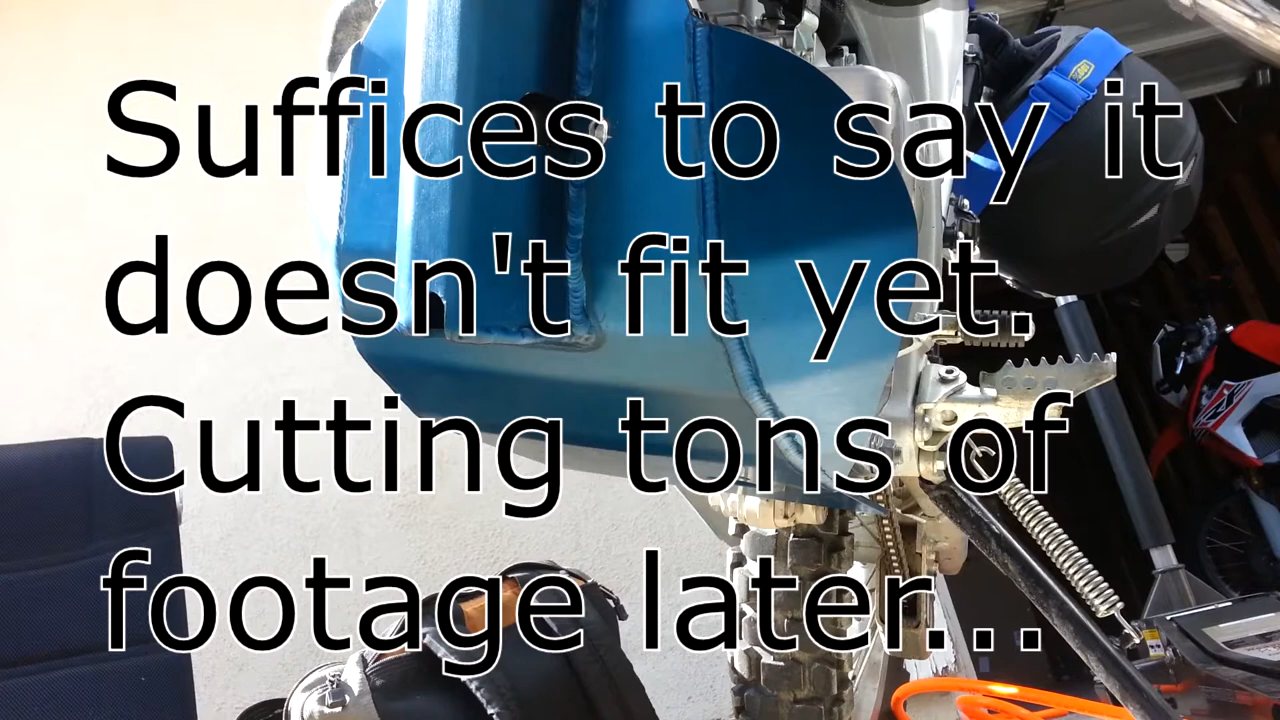 Suffices to say it
doesn't fit yet.
Cutting tons of
footage later...